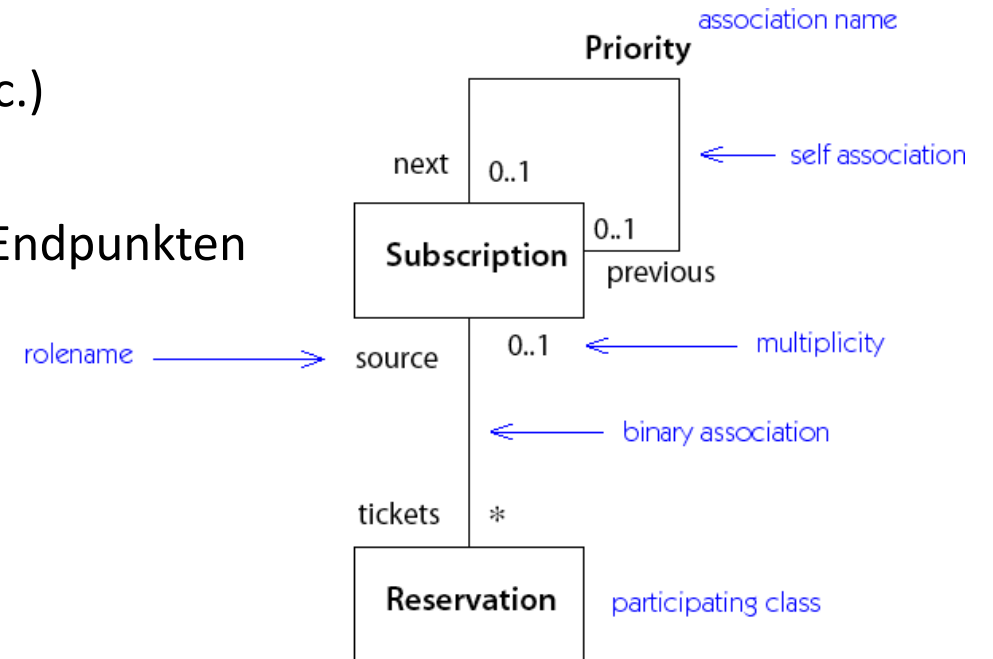 association name
Priority
c.)
next
0..1
self association
0..1
Endpunkten
Subscription
previous
rolename
source
0..1
multiplicity
binary association
tickets
*
Reservation
participating class